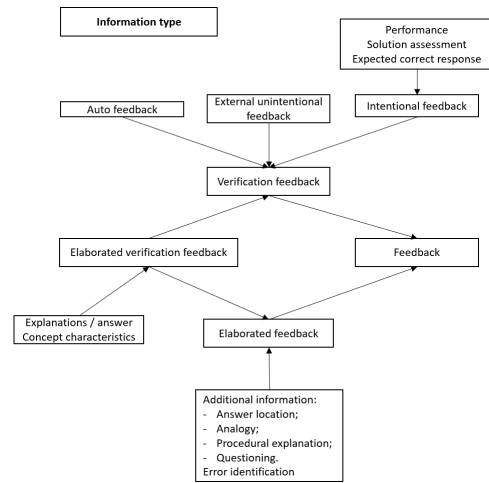 Information type
Performance
Solution assessment
Expected correct response
Auto feedback
External unintentional
feedback
Intentional feedback
Verification feedback
Elaborated verification feedback
Feedback
Explanations / answer
Concept characteristics
Elaborated feedback
Additional information:
- Answer location;
- Analogy;
- Procedural explanation;
- Questioning.
Error identification